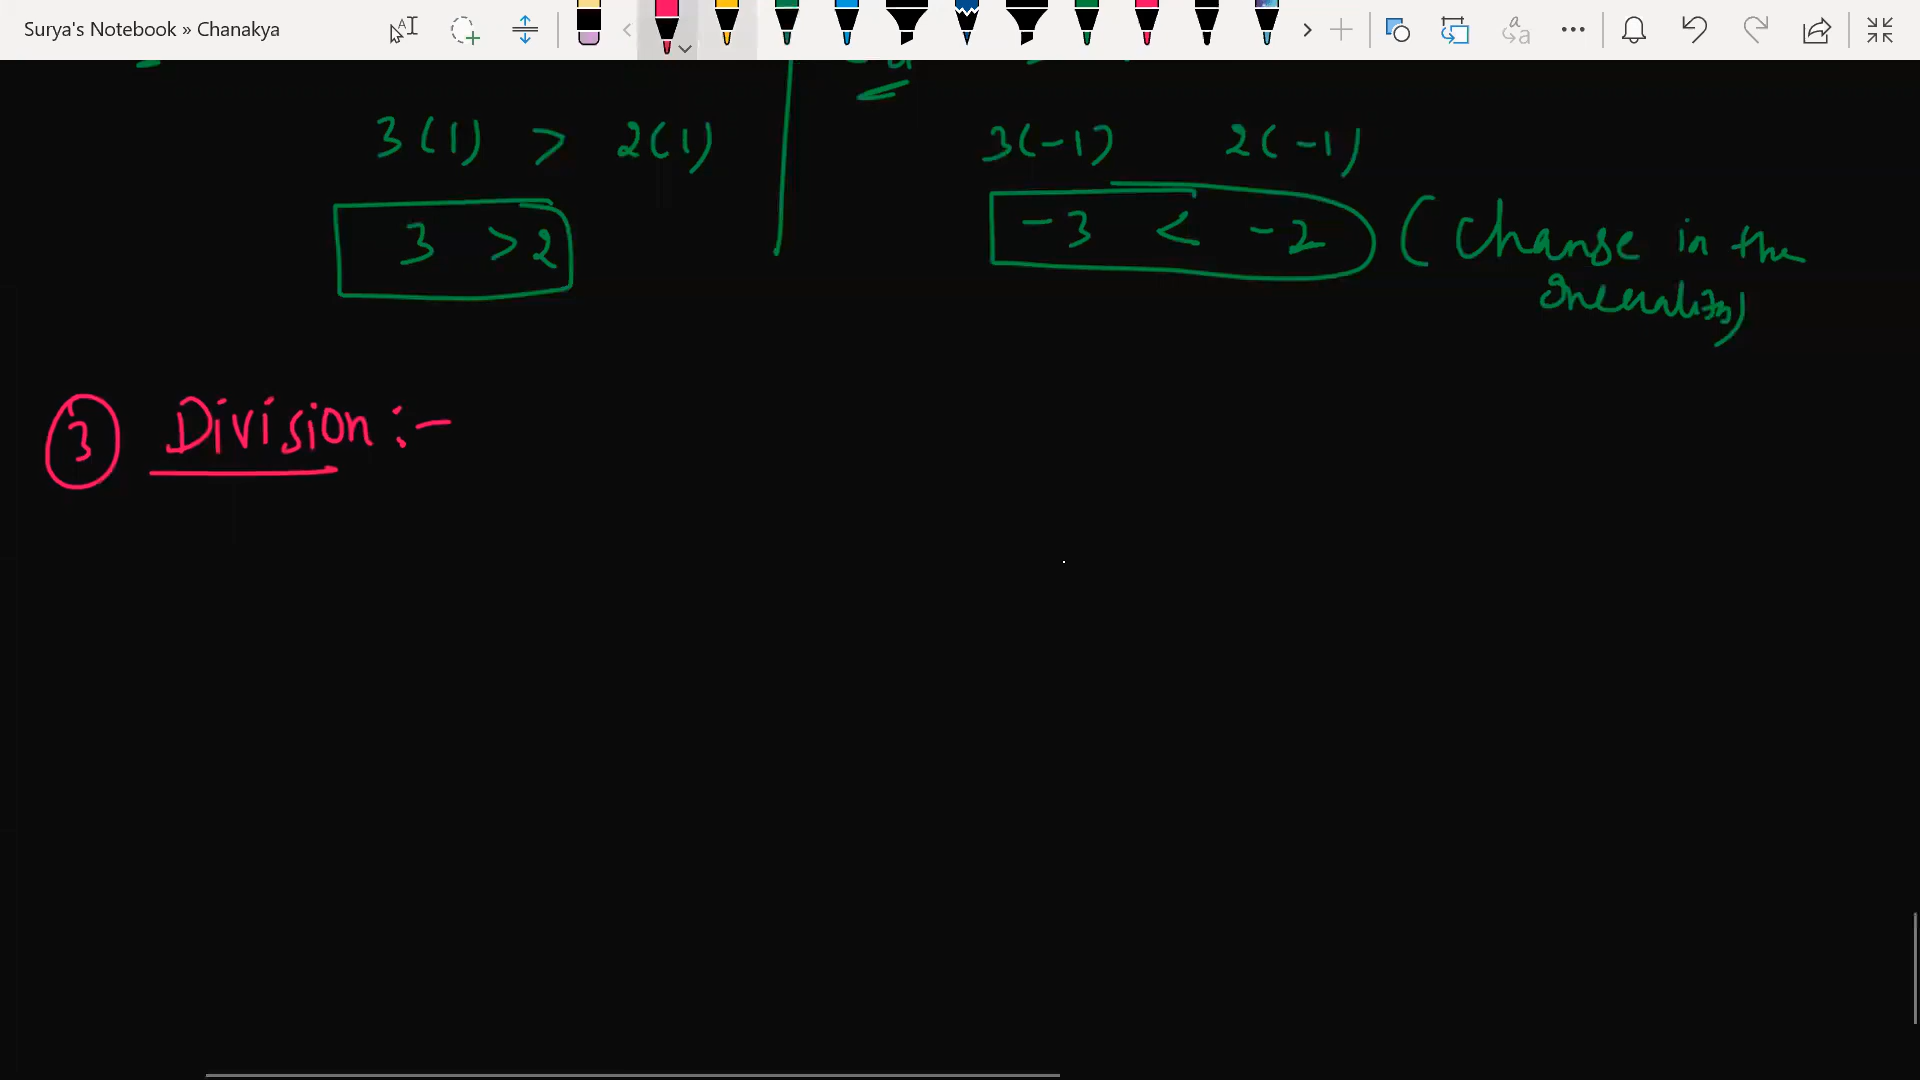 Surya's Notebook » Chanakya
3(1) > 2(1)
3 > 2
3(-1) 2(-1)
-3 < -2 (Change in the
Inequality)
3 Division :-